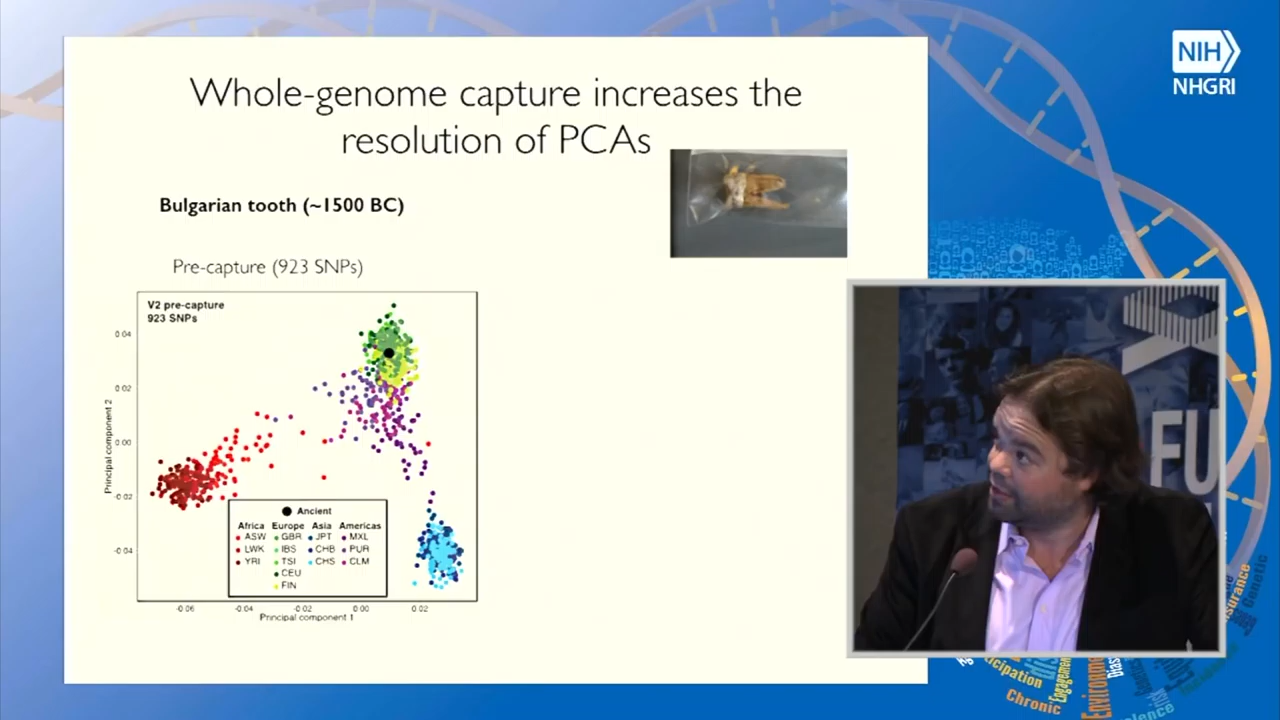 Whole-genome capture increases the
resolution of PCAs
Bulgarian tooth (~1500 BC)
Pre-capture (923 SNPs)
V2 pre-capture
923 SNPs
0.04
0.02
0.00
-0.02
-0.04
Principal component 2
Ancient
Africa Europe Asia Americas
ASW GBR JPT MXL
LWK IBS CHB PUR
YRI TSI CHS CLM
CEU
FIN
-0.06 -0.04 -0.02 0.00 0.02
Principal component 1
NIH
NHGRI
FU
Chronic
Engagement